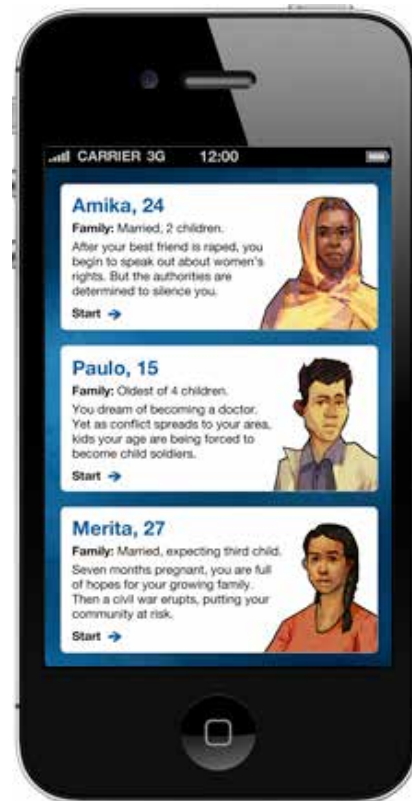 CARRIER 3G 12:00
Amika, 24
Family: Married, 2 children.
After your best friend is raped, you
begin to speak out about women's
rights. But the authorities are
determined to silence you.
Start →
Paulo, 15
Family: Oldest of 4 children.
You dream of becoming a doctor.
Yet as conflict spreads to your area,
kids your age are being forced to
become child soldiers.
Start →
Merita, 27
Family: Married, expecting third child.
Seven months pregnant, you are full
of hopes for your growing family.
Then a civil war erupts, putting your
community at risk.
Start →